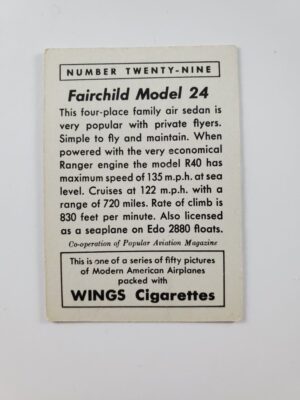 NUMBER TWENTY-NINE
Fairchild Model 24
This four-place family air sedan is
very popular with private flyers.
Simple to fly and maintain. When
powered with the very economical
Ranger engine the model R40 has
maximum speed of 135 m.p.h. at sea
level. Cruises at 122 m.p.h. with a
range of 720 miles. Rate of climb is
830 feet per minute. Also licensed
as a seaplane on Edo 2880 floats.
Co-operation of Popular Aviation Magazine
This is one of a series of fifty pictures
of Modern American Airplanes
packed with
WINGS Cigarettes